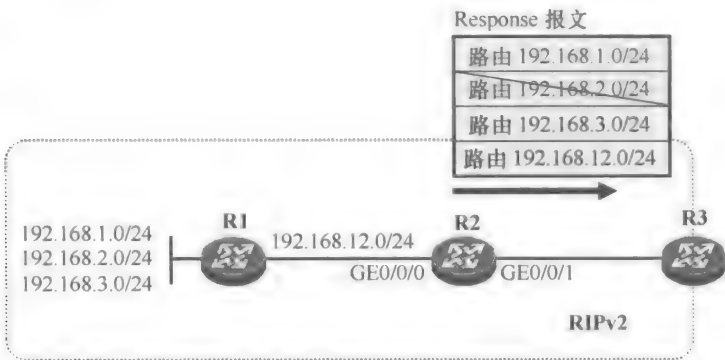 Response 报文
路由 192.168.1.0/24
路由 192.168.2.0/24
路由 192.168.3.0/24
路由 192.168.12.0/24
R1
R2
R3
192.168.1.0/24
192.168.2.0/24
192.168.3.0/24
192.168.12.0/24
GE0/0/0
GE0/0/1
RIPv2